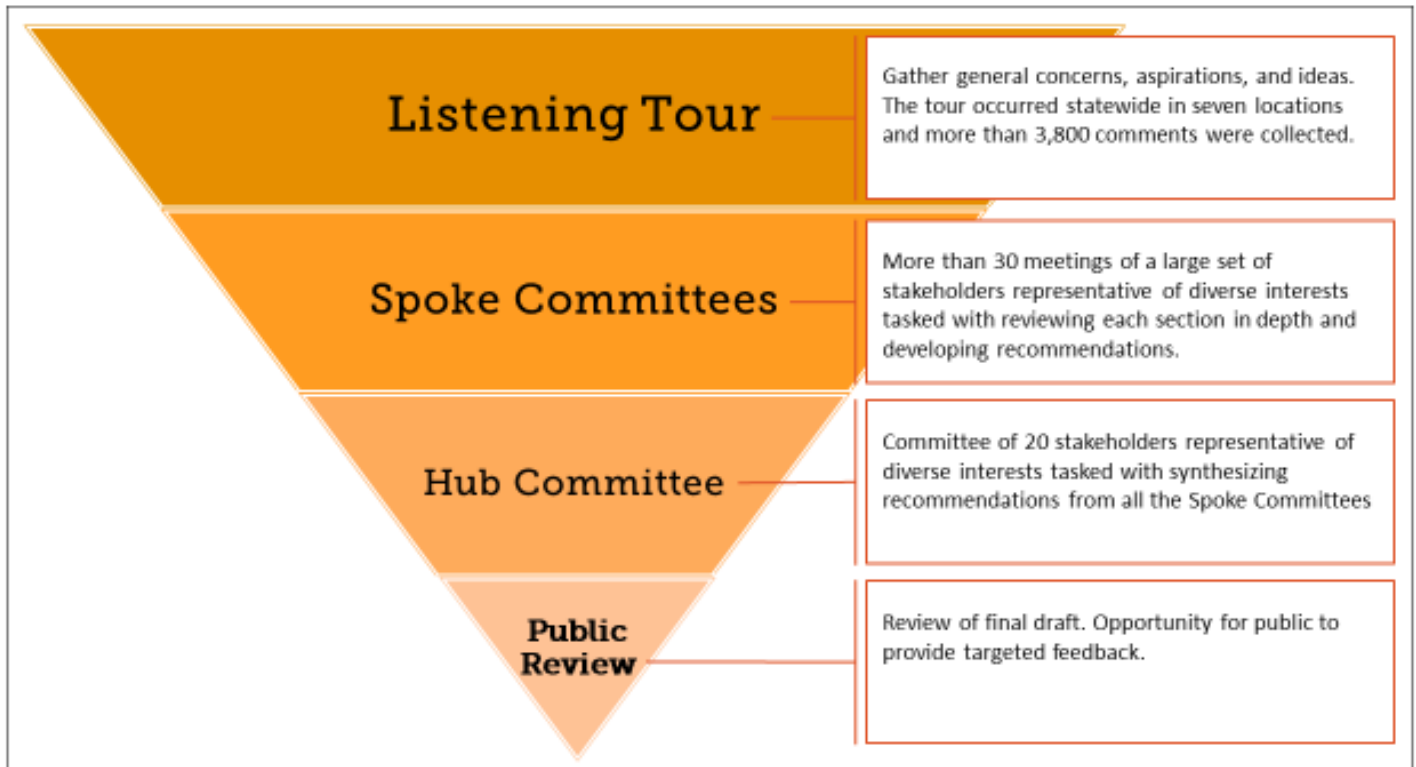 Listening Tour
Gather general concerns, aspirations, and ideas.
The tour occurred statewide in seven locations
and more than 3,800 comments were collected.
Spoke Committees
More than 30 meetings of a large set of
stakeholders representative of diverse interests
tasked with reviewing each section in depth and
developing recommendations.
Hub Committee
Committee of 20 stakeholders representative of
diverse interests tasked with synthesizing
recommendations from all the Spoke Committees
Public
Review
Review of final draft. Opportunity for public to
provide targeted feedback.